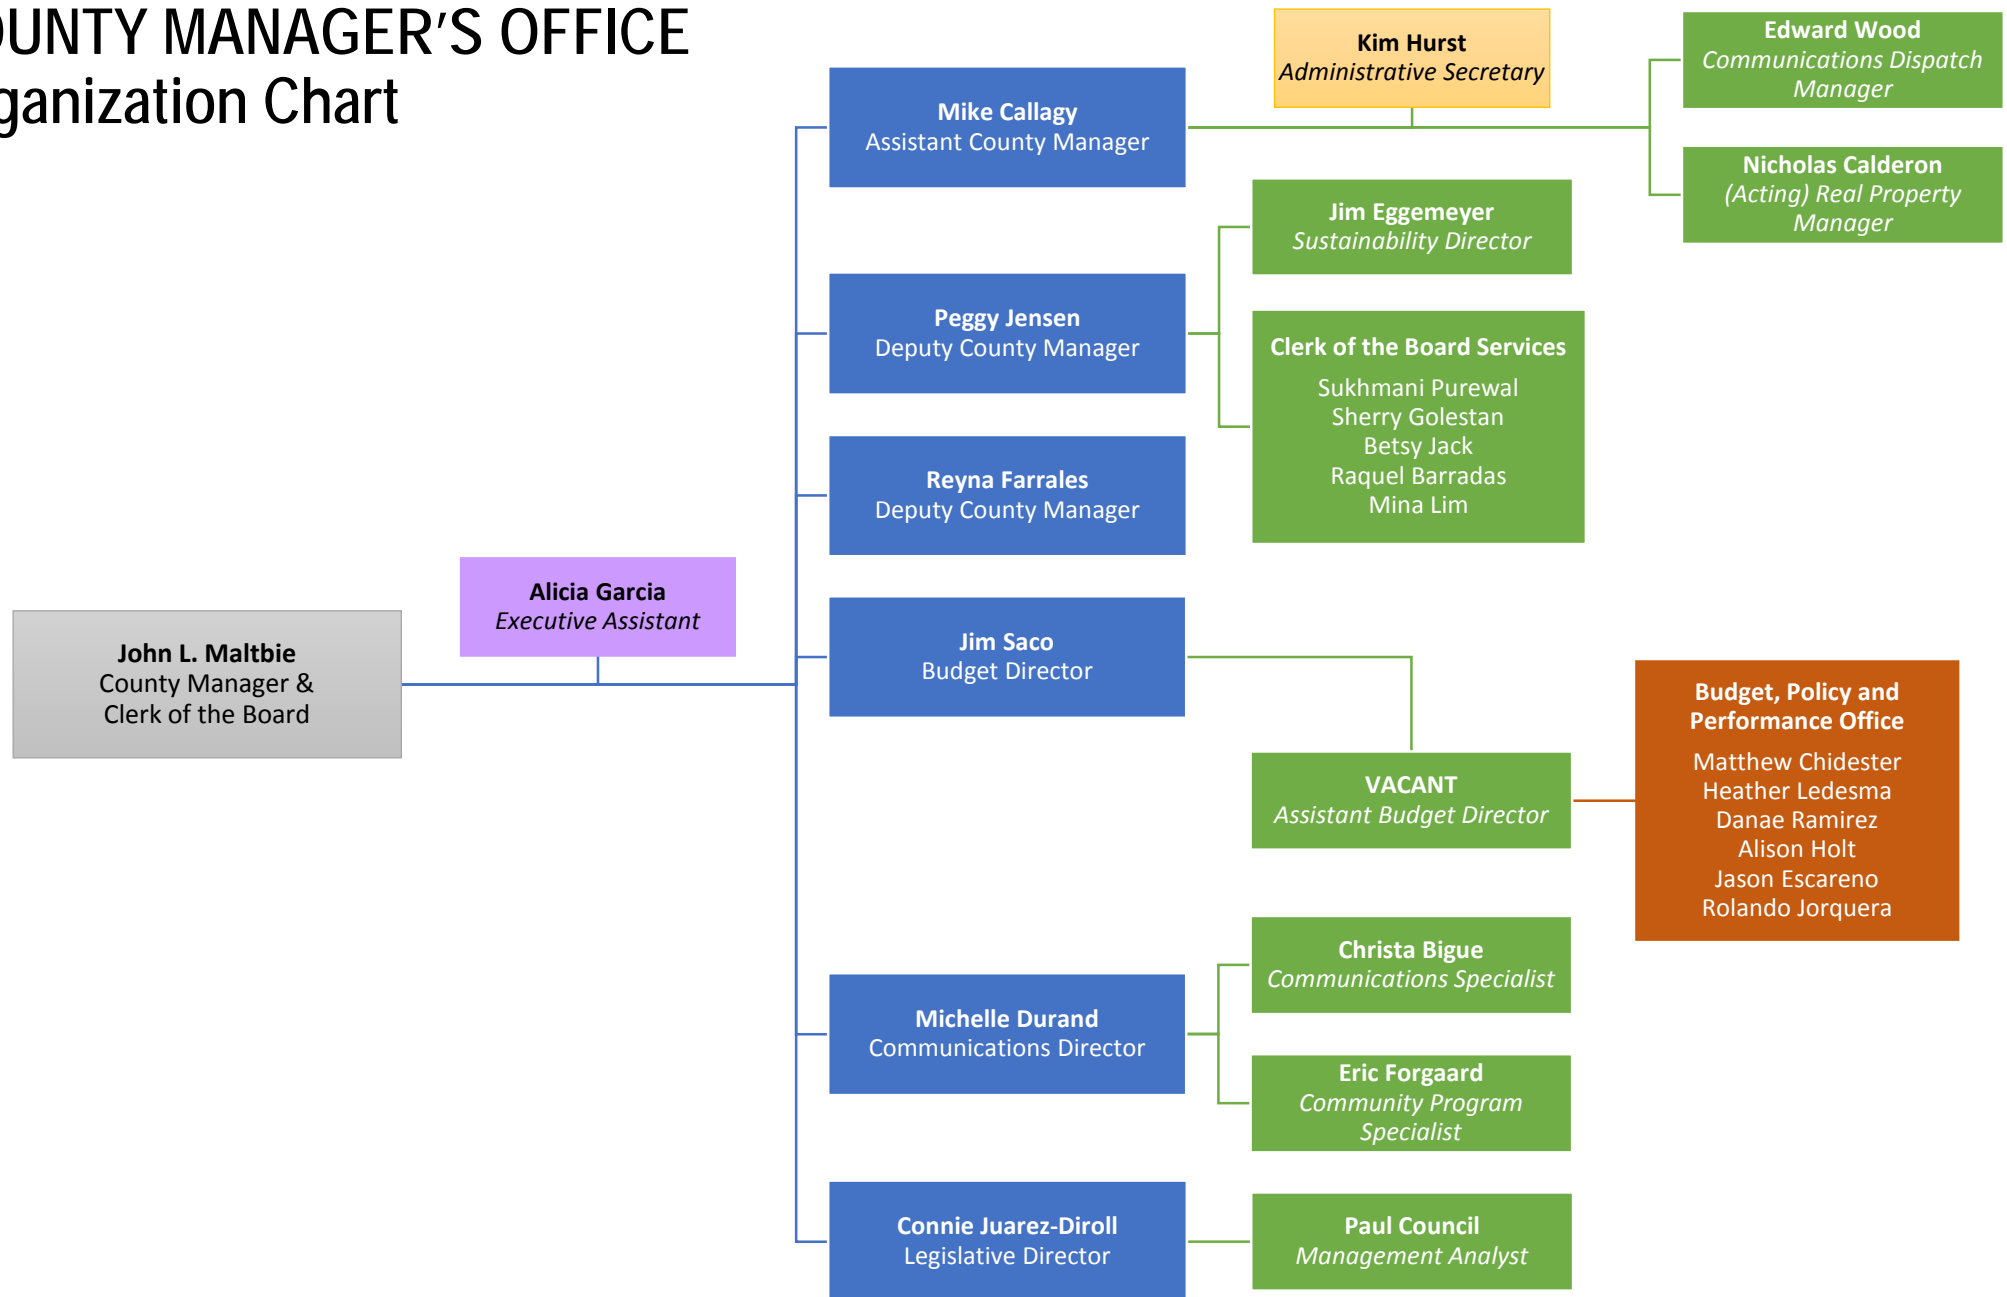 OUNTY MANAGER’S OFFICE
ganization Chart
Kim Hurst
Administrative Secretary
Edward Wood
Communications Dispatch
Manager
Mike Callagy
Assistant County Manager
Nicholas Calderon
(Acting) Real Property
Manager
Jim Eggemeyer
Sustainability Director
Peggy Jensen
Deputy County Manager
Clerk of the Board Services
Sukhmani Purewal
Sherry Golestan
Betsy Jack
Raquel Barradas
Mina Lim
Reyna Farrales
Deputy County Manager
Alicia Garcia
Executive Assistant
John L. Maltbie
County Manager &
Clerk of the Board
Jim Saco
Budget Director
VACANT
Assistant Budget Director
Budget, Policy and
Performance Office
Matthew Chidester
Heather Ledesma
Danae Ramirez
Alison Holt
Jason Escareno
Rolando Jorquera
Christa Bigue
Communications Specialist
Michelle Durand
Communications Director
Eric Forgaard
Community Program
Specialist
Connie Juarez-Diroll
Legislative Director
Paul Council
Management Analyst